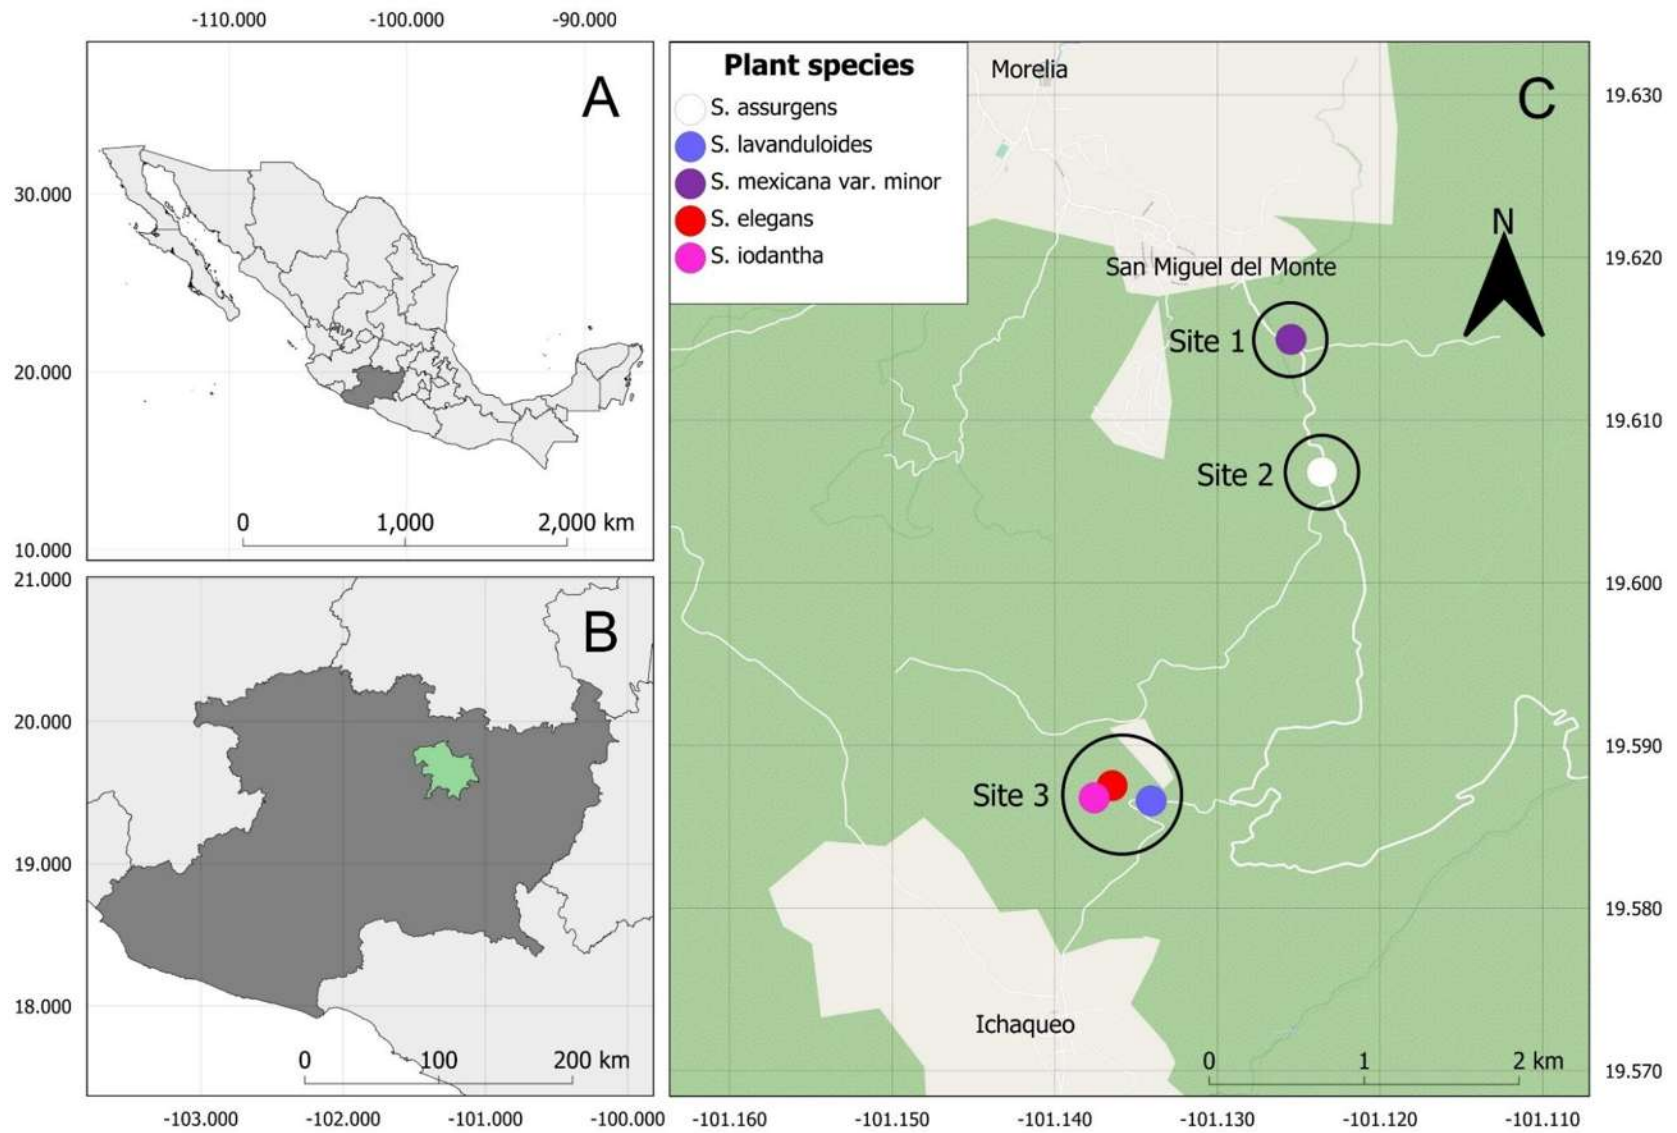 -110.000 -100.000 -90.000
A
30.000
20.000
10.000
0 1,000 2,000 km
21.000
20.000
19.000
18.000
B
0 100 200 km
-103.000 -102.000 -101.000 -100.000
Plant species
S. assurgens
S. lavanduloides
S. mexicana var. minor
S. elegans
S. iodantha
Morelia
C
N
San Miguel del Monte
Site 1
Site 2
Site 3
Ichaqueo
0 1 2 km
19.630
19.620
19.610
19.600
19.590
19.580
19.570
-101.160 -101.150 -101.140 -101.130 -101.120 -101.110